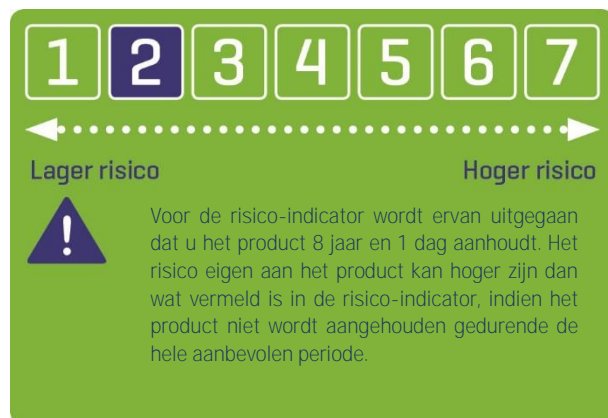 1 2 3 4 5 6 7
Lager risico Hoger risico
!
Voor de risico-indicator wordt ervan uitgegaan
dat u het product 8 jaar en 1 dag aanhoudt. Het
risico eigen aan het product kan hoger zijn dan
wat vermeld is in de risico-indicator, indien het
product niet wordt aangehouden gedurende de
hele aanbevolen periode.